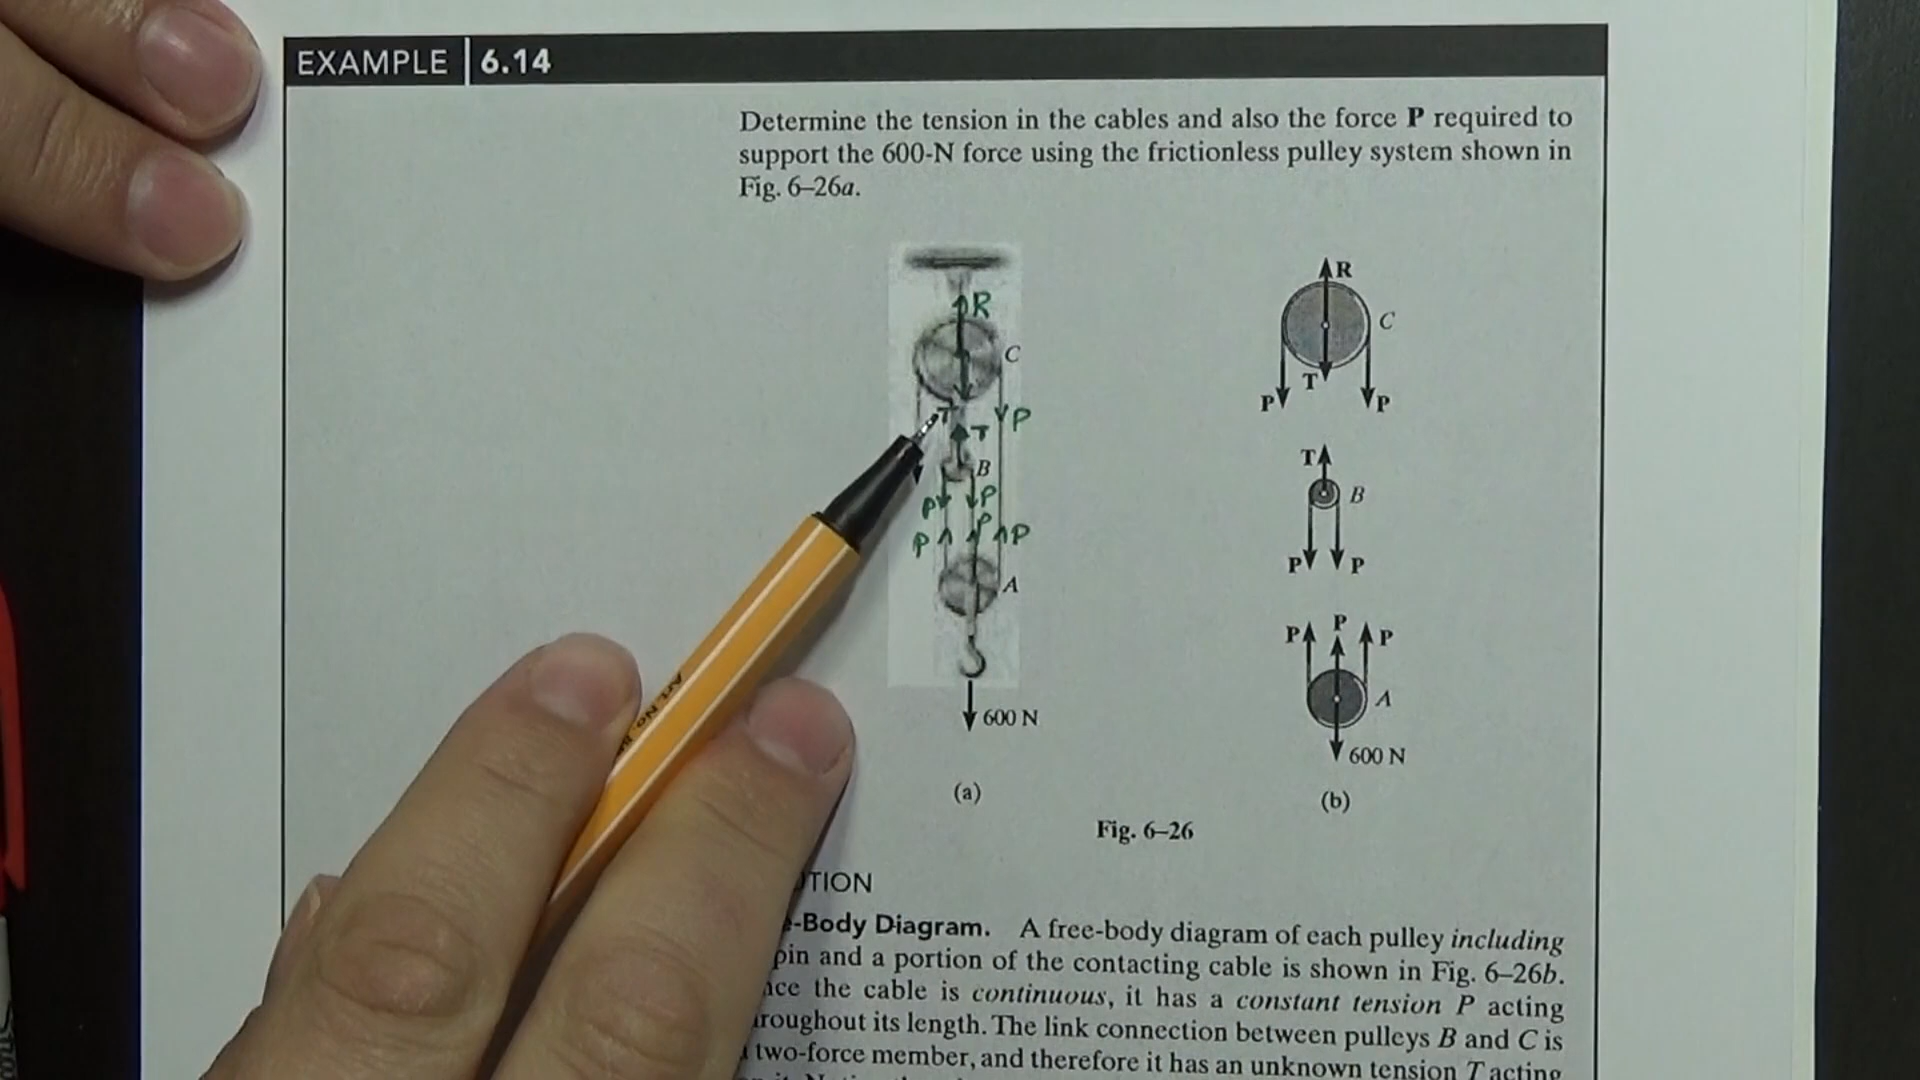 EXAMPLE 6.14
Determine the tension in the cables and also the force P required to
support the 600-N force using the frictionless pulley system shown in
Fig. 6–26a.
R
C
T
P
T
B
P
P
P
P
P
A
600 N
(a)
R
C
T
P
P
T
B
P
P
P
P
P
A
600 N
(b)
Fig. 6–26
TION
-Body Diagram. A free-body diagram of each pulley including
pin and a portion of the contacting cable is shown in Fig. 6–26b.
the cable is continuous, it has a constant tension P acting
roughout its length. The link connection between pulleys B and C is
two-force member, and therefore it has an unknown tension T acting
Art. No.